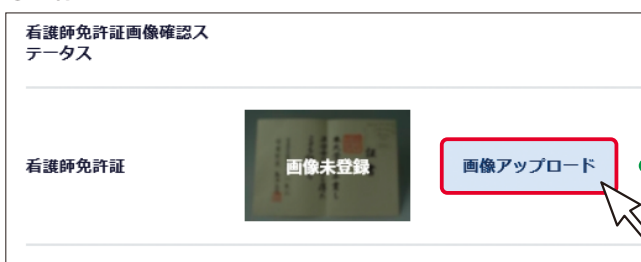 看護師免許証画像確認ス
テータス
看護師免許証
画像未登録
画像アップロード